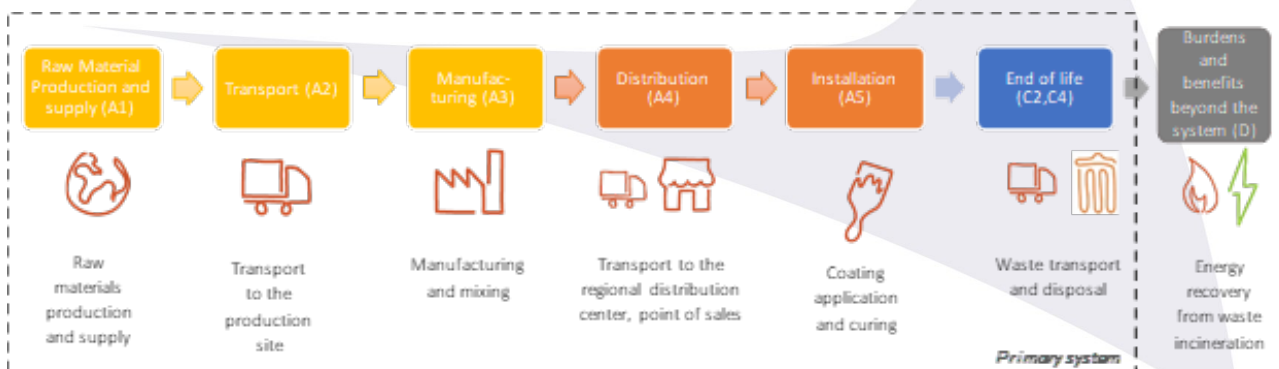 Raw Material
Production and
supply (A1)
Transport (A2)
Manufac-
turing (A3)
Distribution
(A4)
Installation
(A5)
End of life
(C2,C4)
Burdens
and
benefits
beyond the
system (D)
Raw
materials
production
and supply
Transport
to the
production
site
Manufacturing
and mixing
Transport to the
regional distribution
center, point of sales
Coating
application
and curing
Waste transport
and disposal
Energy
recovery
from waste
incineration
Primary system